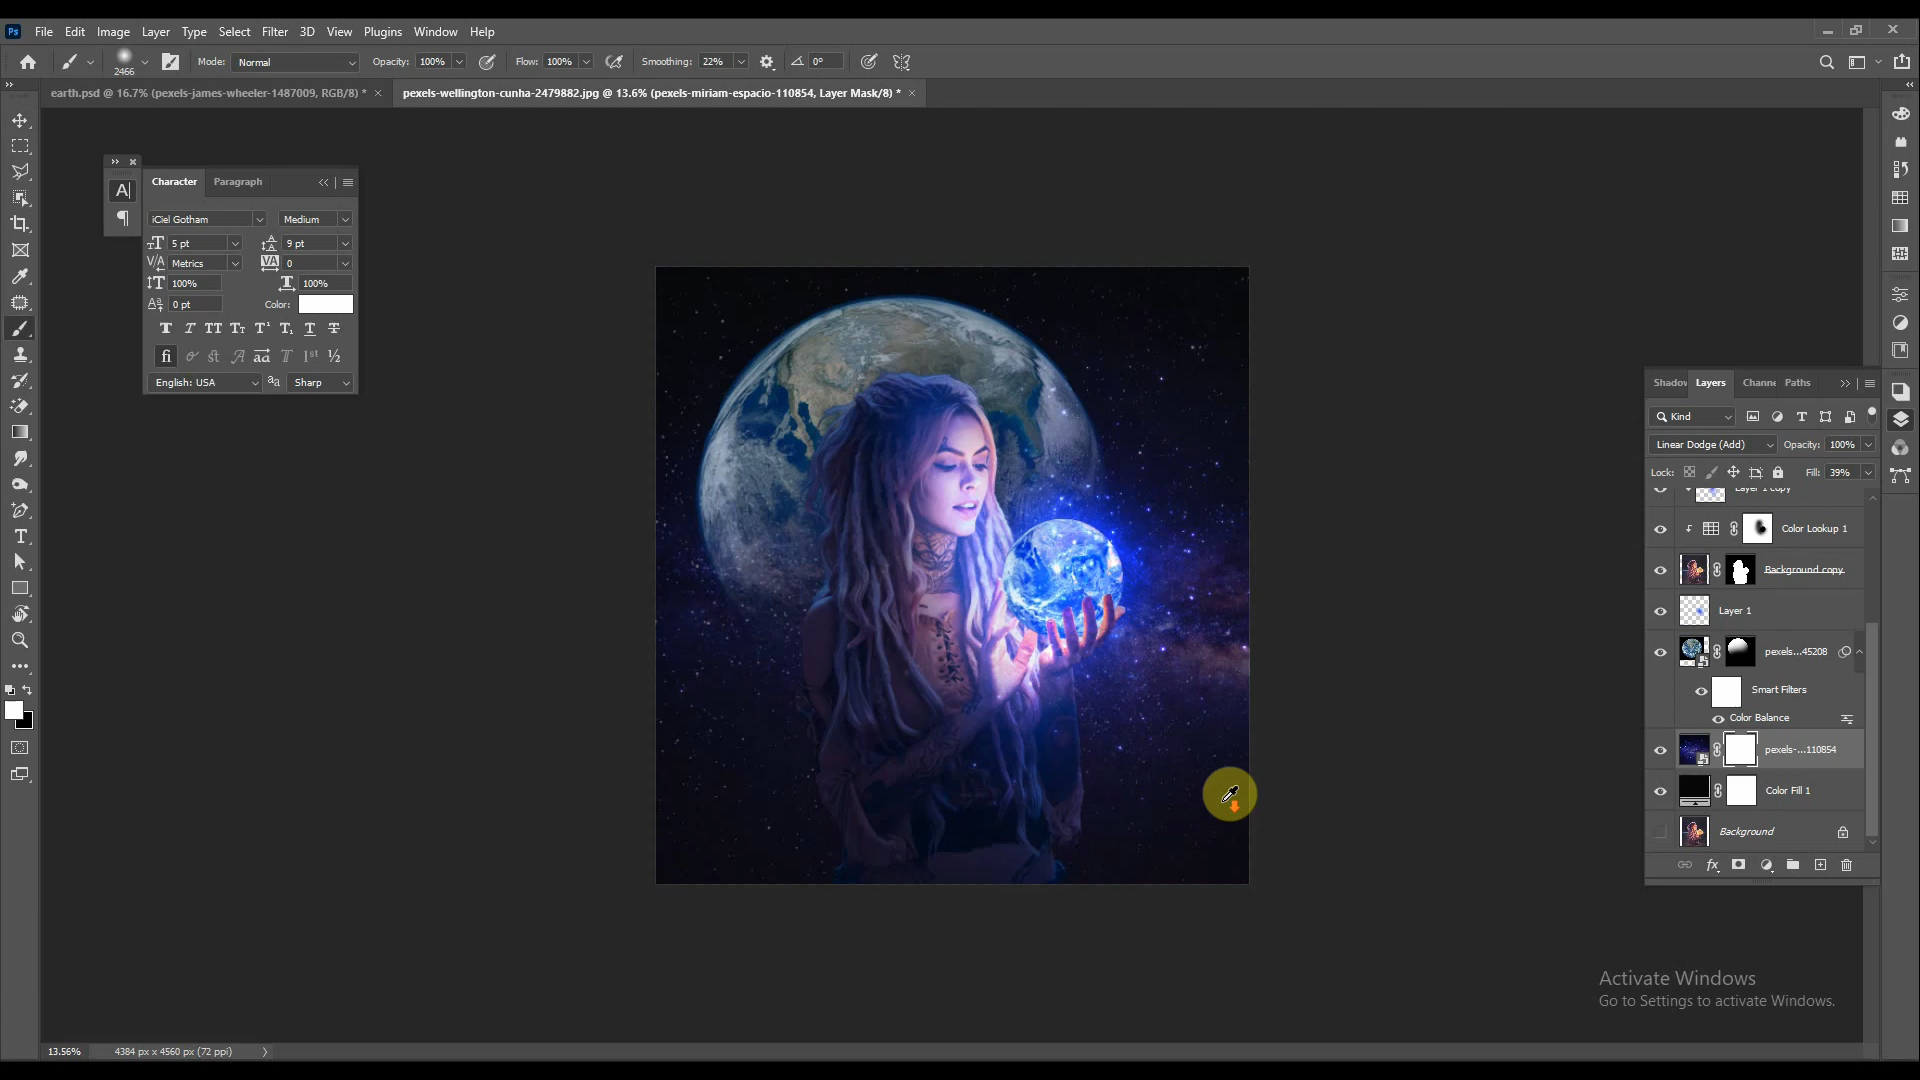 Ps File Edit Image Layer Type Select Filter 3D View Plugins Window Help
2466 Mode: Normal Opacity: 100% Flow: 100% Smoothing: 22% 0°
earth.psd @ 16.7% (pexels-james-wheeler-1487009, RGB/8) * × pexels-wellington-cunha-2479882.jpg @ 13.6% (pexels-miriam-espacio-110854, Layer Mask/8) * ×
Character Paragraph
iCiel Gotham Medium
5 pt 9 pt
Metrics 0
100% 100%
0 pt Color:
English: USA Sharp
Shadov Layers Channe Paths
Kind
Linear Dodge (Add) Opacity: 100%
Lock: Fill: 39%
Layer 1 copy
Color Lookup 1
Background copy
Layer 1
pexels...45208
Smart Filters
Color Balance
pexels-...110854
Color Fill 1
Background
Activate Windows
Go to Settings to activate Windows.
13.56% 4384 px x 4560 px (72 ppi)